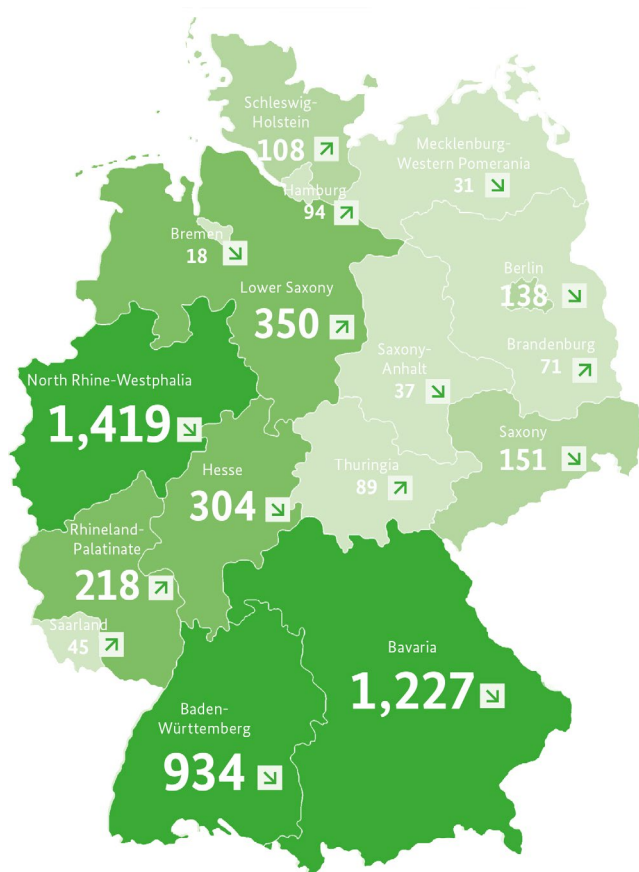 Schleswig-
Holstein
108
Mecklenburg-
Western Pomerania
31
Hamburg
94
Bremen
18
Berlin
138
Lower Saxony
350
Brandenburg
71
Saxony-
Anhalt
37
North Rhine-Westphalia
1,419
Saxony
151
Hesse
304
Thuringia
89
Rhineland-
Palatinate
218
Saarland
45
Bavaria
1,227
Baden-
Württemberg
934